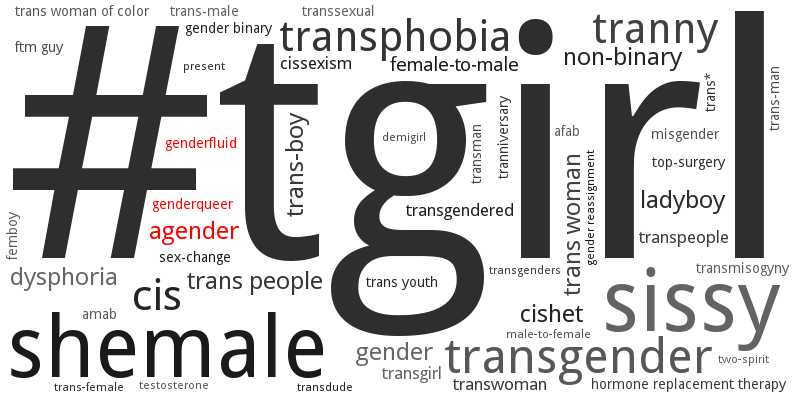 trans woman of color
trans-male
transsexual
gender binary
transphobia
tranny
ftm guy
cissexism
female-to-male
non-binary
present
#tgirl
trans*
trans-man
genderfluid
trans-boy
demigirl
transman
tranniversary
afab
misgender
top-surgery
genderqueer
transgendered
trans woman
gender reassignment
ladyboy
femboy
agender
transpeople
sex-change
dysphoria
trans people
trans youth
transgenders
transmisogyny
cis
amab
cishet
sissy
shemale
male-to-female
gender
transgender
two-spirit
transgirl
trans-female
testosterone
transdude
transwoman
hormone replacement therapy